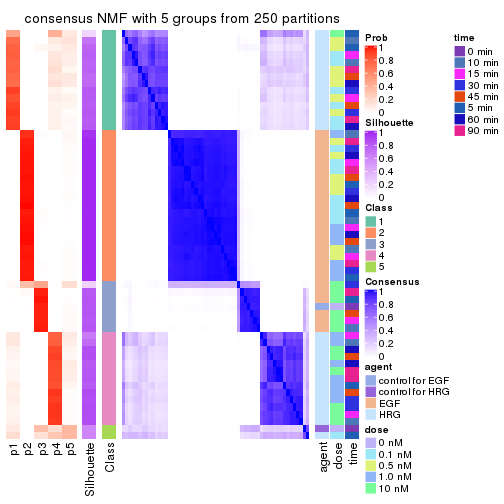 consensus NMF with 5 groups from 250 partitions
p1
p2
p3
p4
p5
Silhouette
Class
agent
dose
time
Prob
1
0.8
0.6
0.4
0.2
0
Silhouette
1
0.8
0.6
0.4
0.2
0
Class
1
2
3
4
5
Consensus
1
0.8
0.6
0.4
0.2
0
agent
control for EGF
control for HRG
EGF
HRG
dose
0 nM
0.1 nM
0.5 nM
1.0 nM
10 nM
time
0 min
10 min
15 min
30 min
45 min
5 min
60 min
90 min